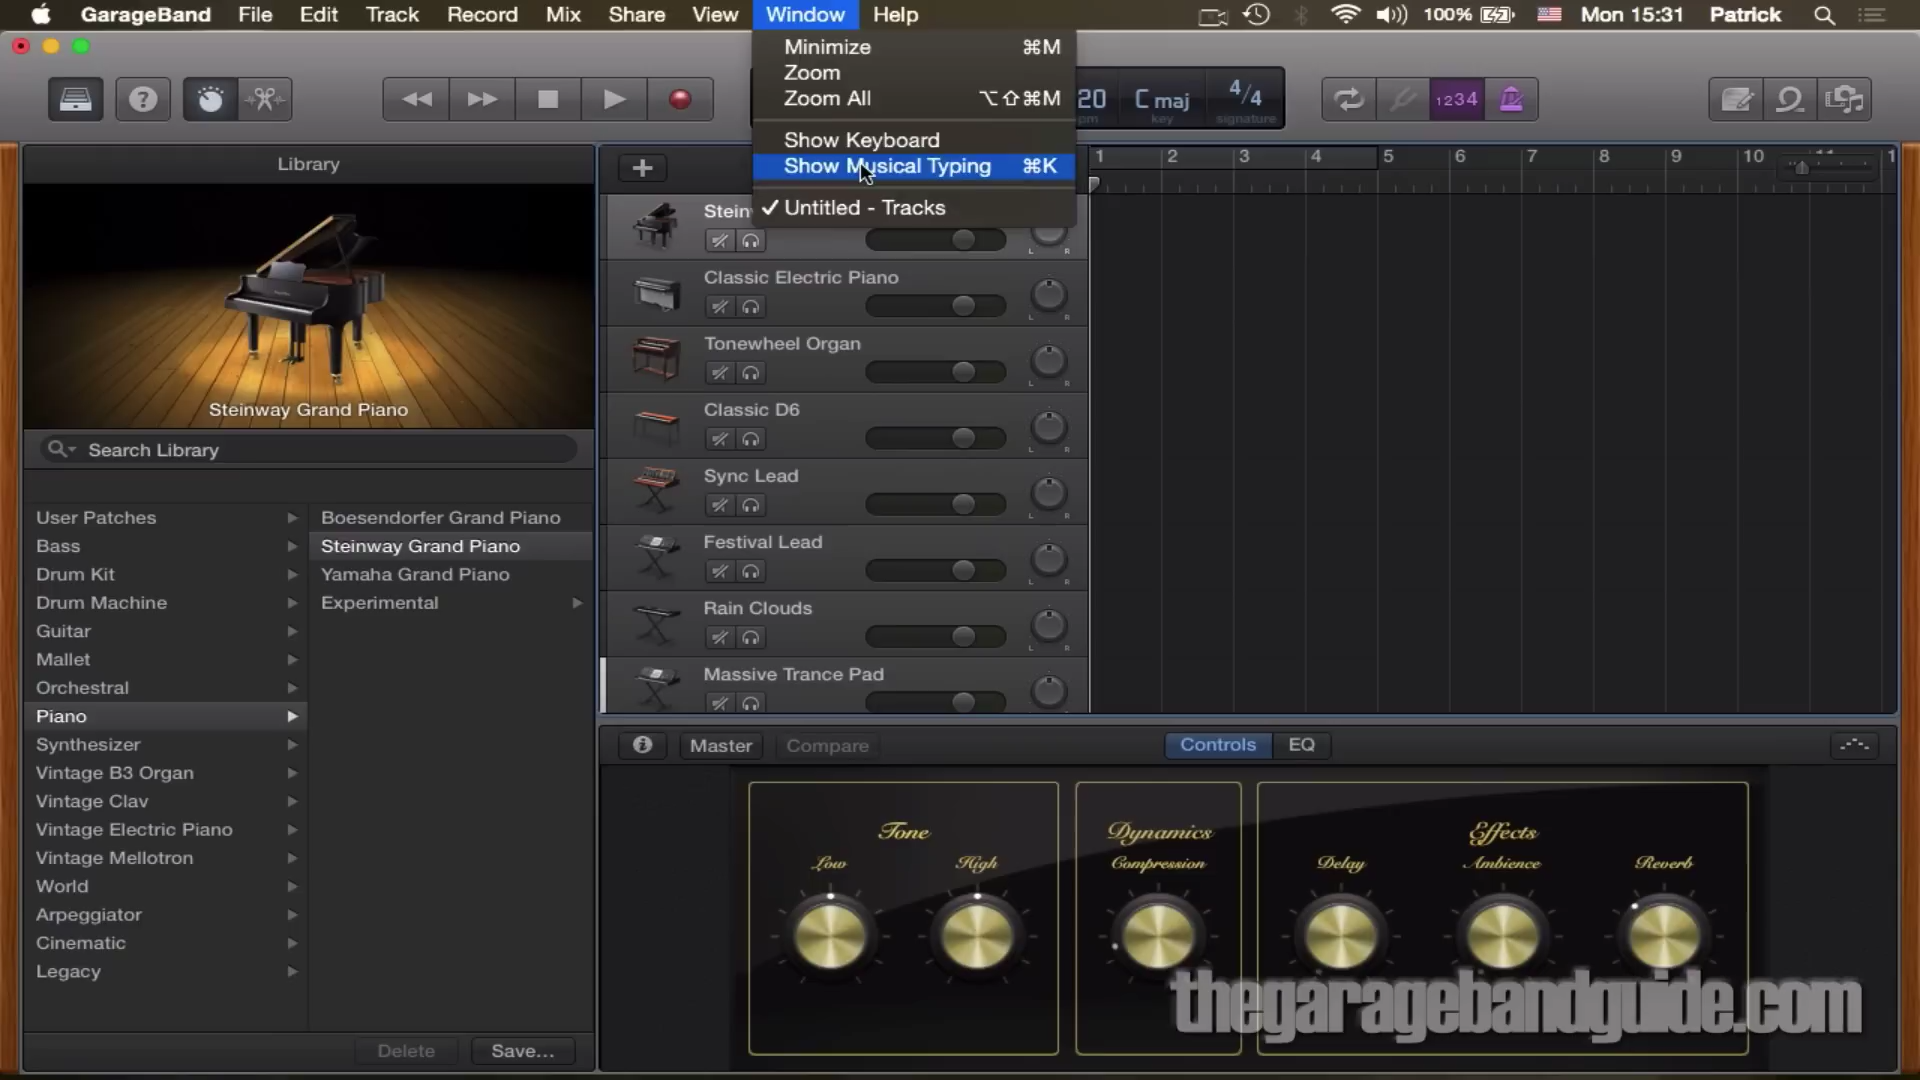 GarageBand File Edit Track Record Mix Share View Window Help 100% Mon 15:31 Patrick
Minimize ⌘M
Zoom
Zoom All ⌥⇧⌘M
Show Keyboard
Show Musical Typing ⌘K
✓ Untitled - Tracks
20 C maj 4/4
pm key signature
1234
Library
1 2 3 4 5 6 7 8 9 10 11
Steinway Grand Piano
Search Library
User Patches
Bass
Drum Kit
Drum Machine
Guitar
Mallet
Orchestral
Piano
Synthesizer
Vintage B3 Organ
Vintage Clav
Vintage Electric Piano
Vintage Mellotron
World
Arpeggiator
Cinematic
Legacy
Boesendorfer Grand Piano
Steinway Grand Piano
Yamaha Grand Piano
Experimental
Delete Save...
Stein
L R
Classic Electric Piano
L R
Tonewheel Organ
L R
Classic D6
L R
Sync Lead
L R
Festival Lead
L R
Rain Clouds
L R
Massive Trance Pad
Master Compare Controls EQ
Tone
Low High
Dynamics
Compression
Effects
Delay Ambience Reverb
thegaragebandguide.com